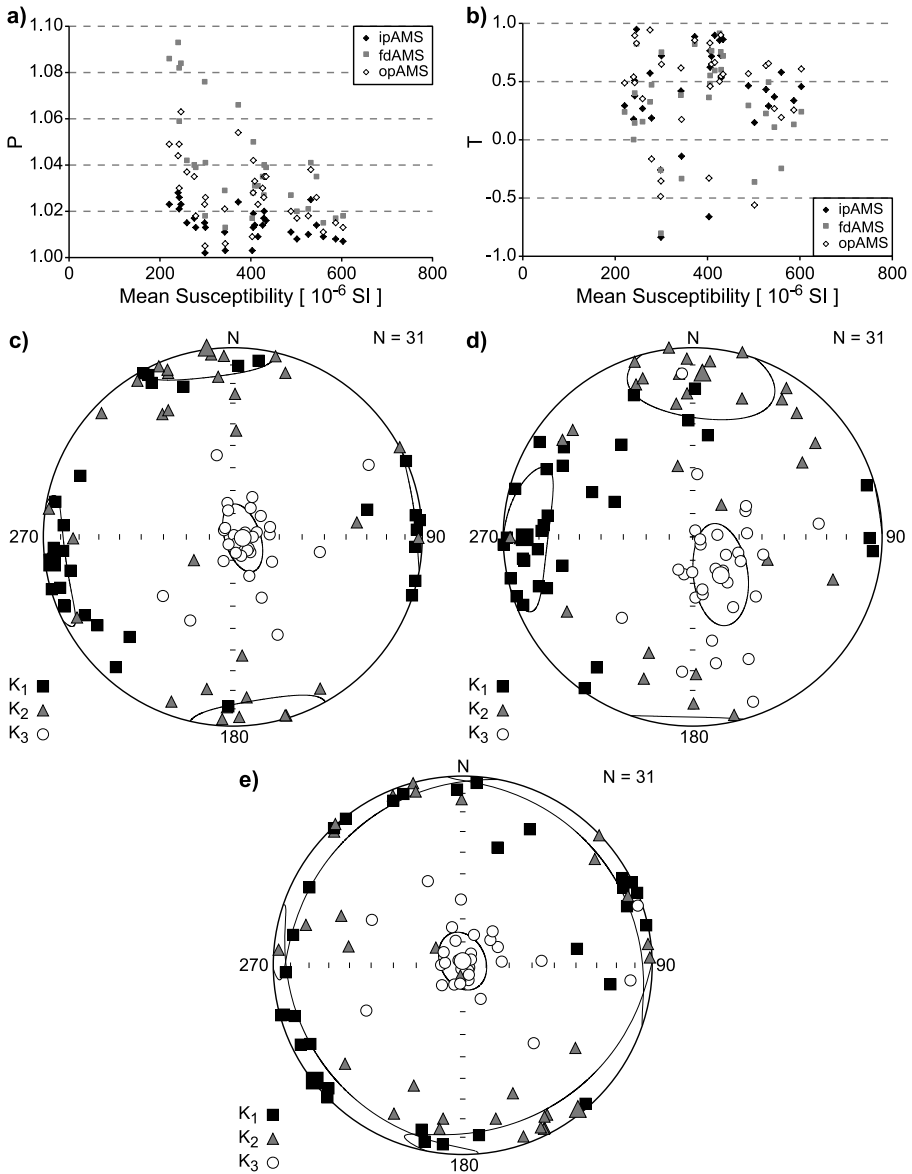 a)
1.10
1.08
1.06
1.04
1.02
1.00
P
0
200
400
600
800
Mean Susceptibility [ 10⁻⁶ SI ]
ipAMS
fdAMS
opAMS
b)
1.0
0.5
0.0
-0.5
-1.0
T
0
200
400
600
800
Mean Susceptibility [ 10⁻⁶ SI ]
ipAMS
fdAMS
opAMS
c)
N
N = 31
270
90
180
K₁
K₂
K₃
d)
N
N = 31
270
90
180
K₁
K₂
K₃
e)
N
N = 31
270
90
180
K₁
K₂
K₃